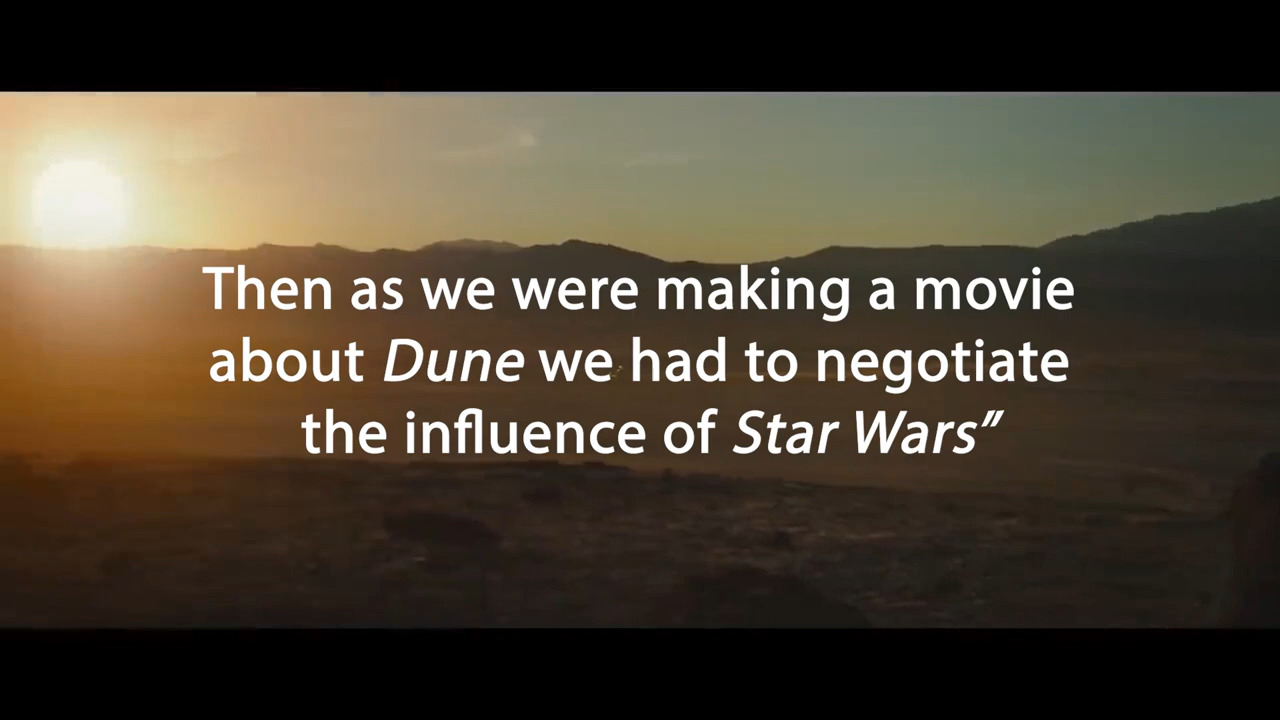 Then as we were making a movie
about Dune we had to negotiate
the influence of Star Wars”